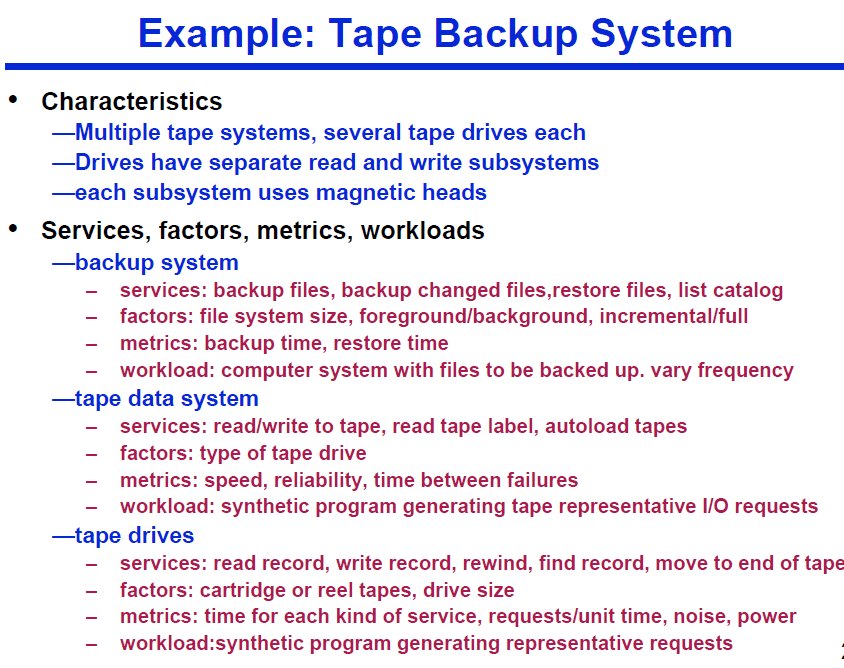 Example: Tape Backup System
• Characteristics
—Multiple tape systems, several tape drives each
—Drives have separate read and write subsystems
—each subsystem uses magnetic heads
• Services, factors, metrics, workloads
—backup system
– services: backup files, backup changed files,restore files, list catalog
– factors: file system size, foreground/background, incremental/full
– metrics: backup time, restore time
– workload: computer system with files to be backed up. vary frequency
—tape data system
– services: read/write to tape, read tape label, autoload tapes
– factors: type of tape drive
– metrics: speed, reliability, time between failures
– workload: synthetic program generating tape representative I/O requests
—tape drives
– services: read record, write record, rewind, find record, move to end of tape
– factors: cartridge or reel tapes, drive size
– metrics: time for each kind of service, requests/unit time, noise, power
– workload:synthetic program generating representative requests